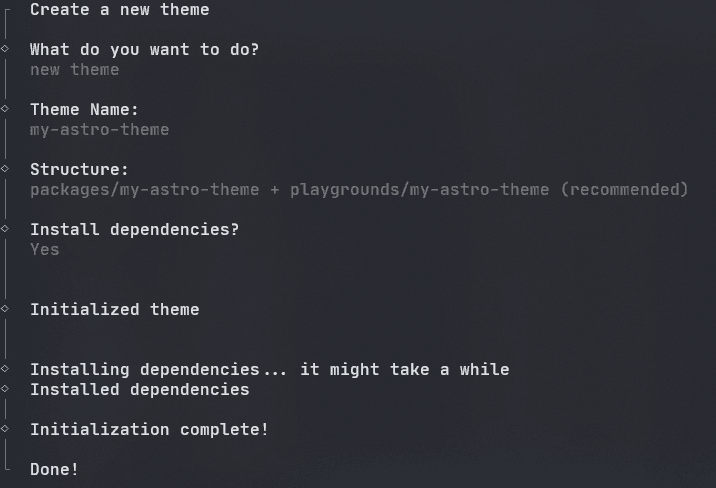 Create a new theme
What do you want to do?
new theme
Theme Name:
my-astro-theme
Structure:
packages/my-astro-theme + playgrounds/my-astro-theme (recommended)
Install dependencies?
Yes
Initialized theme
Installing dependencies... it might take a while
Installed dependencies
Initialization complete!
Done!